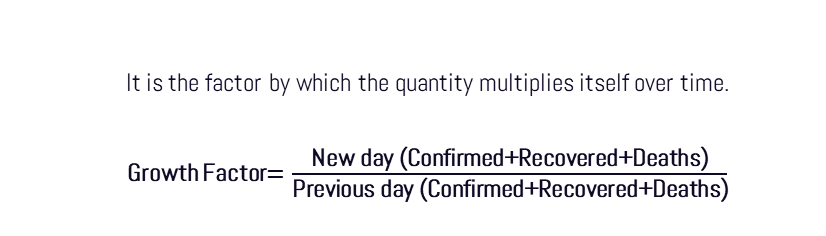 It is the factor by which the quantity multiplies itself over time.
Growth Factor=
New day (Confirmed+Recovered+Deaths)
Previous day (Confirmed+Recovered+Deaths)